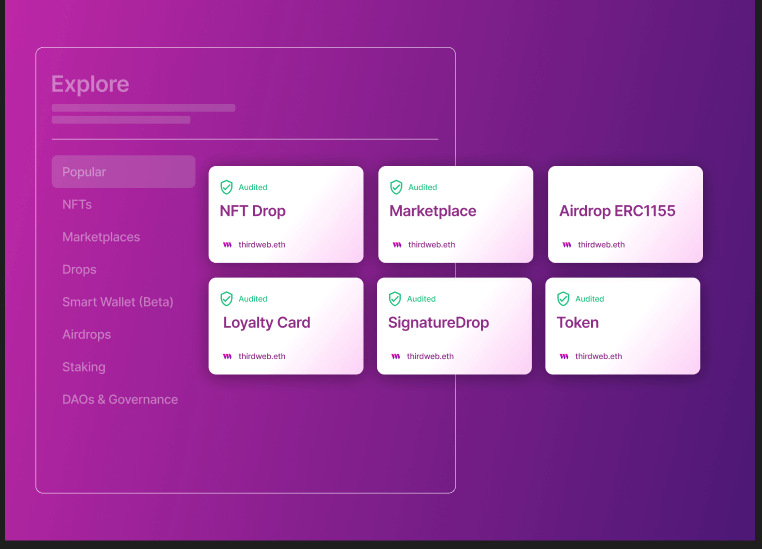 Explore
Popular
NFTs
Marketplaces
Drops
Smart Wallet (Beta)
Airdrops
Staking
DAOs & Governance
Audited
NFT Drop
thirdweb.eth
Audited
Marketplace
thirdweb.eth
Airdrop ERC1155
thirdweb.eth
Audited
Loyalty Card
thirdweb.eth
Audited
SignatureDrop
thirdweb.eth
Audited
Token
thirdweb.eth